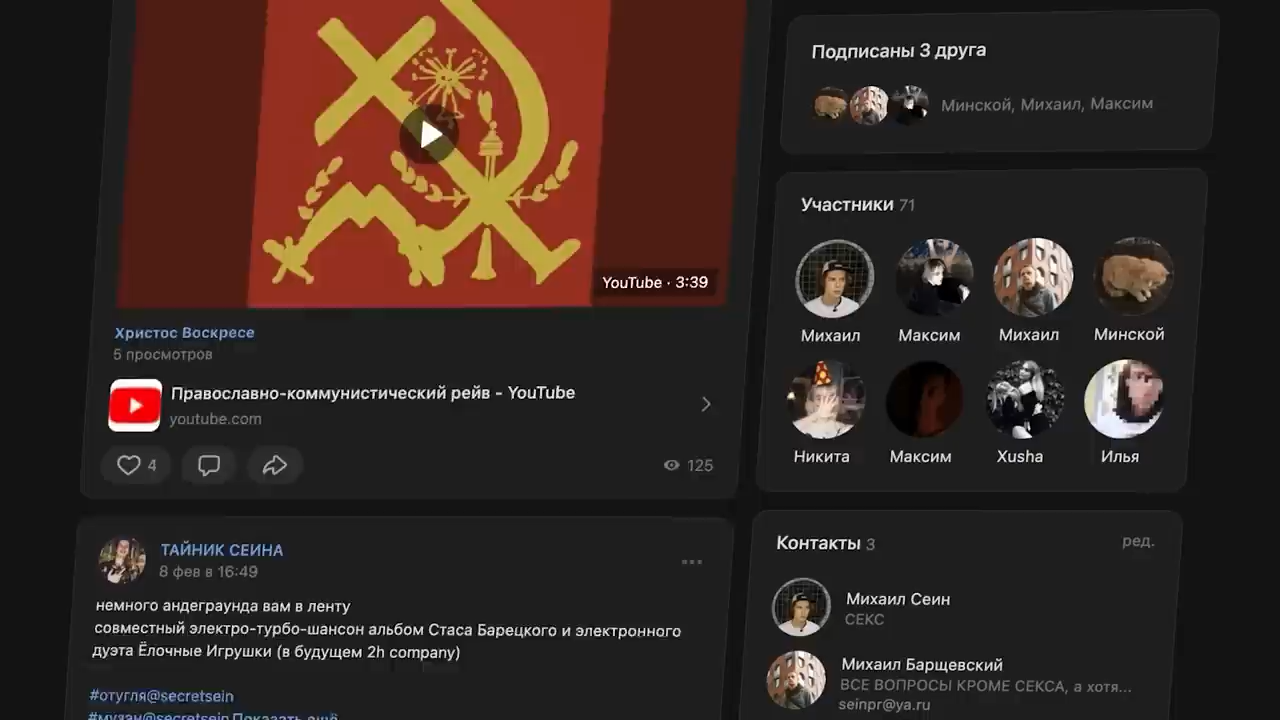 YouTube · 3:39
Христос Воскресе
5 просмотров
Православно-коммунистический рейв - YouTube
youtube.com
4
125
ТАЙНИК СЕИНА
8 фев в 16:49
немного андеграунда вам в ленту
совместный электро-турбо-шансон альбом Стаса Барецкого и электронного
дуэта Ёлочные Игрушки (в будущем 2h company)
#отугля@secretsein
#мулэн@secretsein Показать ещё
Подписаны 3 друга
Минской, Михаил, Максим
Участники 71
Михаил
Максим
Михаил
Минской
Никита
Максим
Xusha
Илья
Контакты 3
ред.
Михаил Сеин
СЕКС
Михаил Барщевский
ВСЕ ВОПРОСЫ КРОМЕ СЕКСА, а хотя...
seinpr@ya.ru